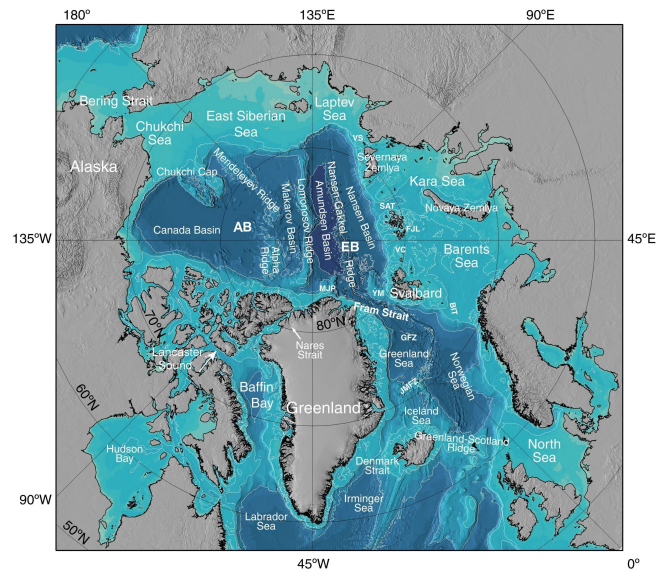 180°
135°E
90°E
Bering Strait
Chukchi
Sea
East Siberian
Sea
Laptev
Sea
VS
Severnaya
Zemlya
Alaska
Chukchi Cap
Mendeleyev Ridge
Kara Sea
Novaya Zemlya
SAT
FJL
Canada Basin
AB
Alpha
Ridge
Makarov Basin
Lomonosov Ridge
Amundsen Basin
Nansen-Gakkel
Ridge
Nansen Basin
EB
YC
Barents
Sea
135°W
45°E
MJP
YM
Svalbard
BIT
Fram Strait
70°N
80°N
Nares
Strait
Lancaster
Sound
GFZ
Greenland
Sea
Norwegian
Sea
JMFZ
60°N
Baffin
Bay
Greenland
Iceland
Sea
Greenland-Scotland
Ridge
North
Sea
Hudson
Bay
Denmark
Strait
Irminger
Sea
Labrador
Sea
90°W
50°N
45°W
0°